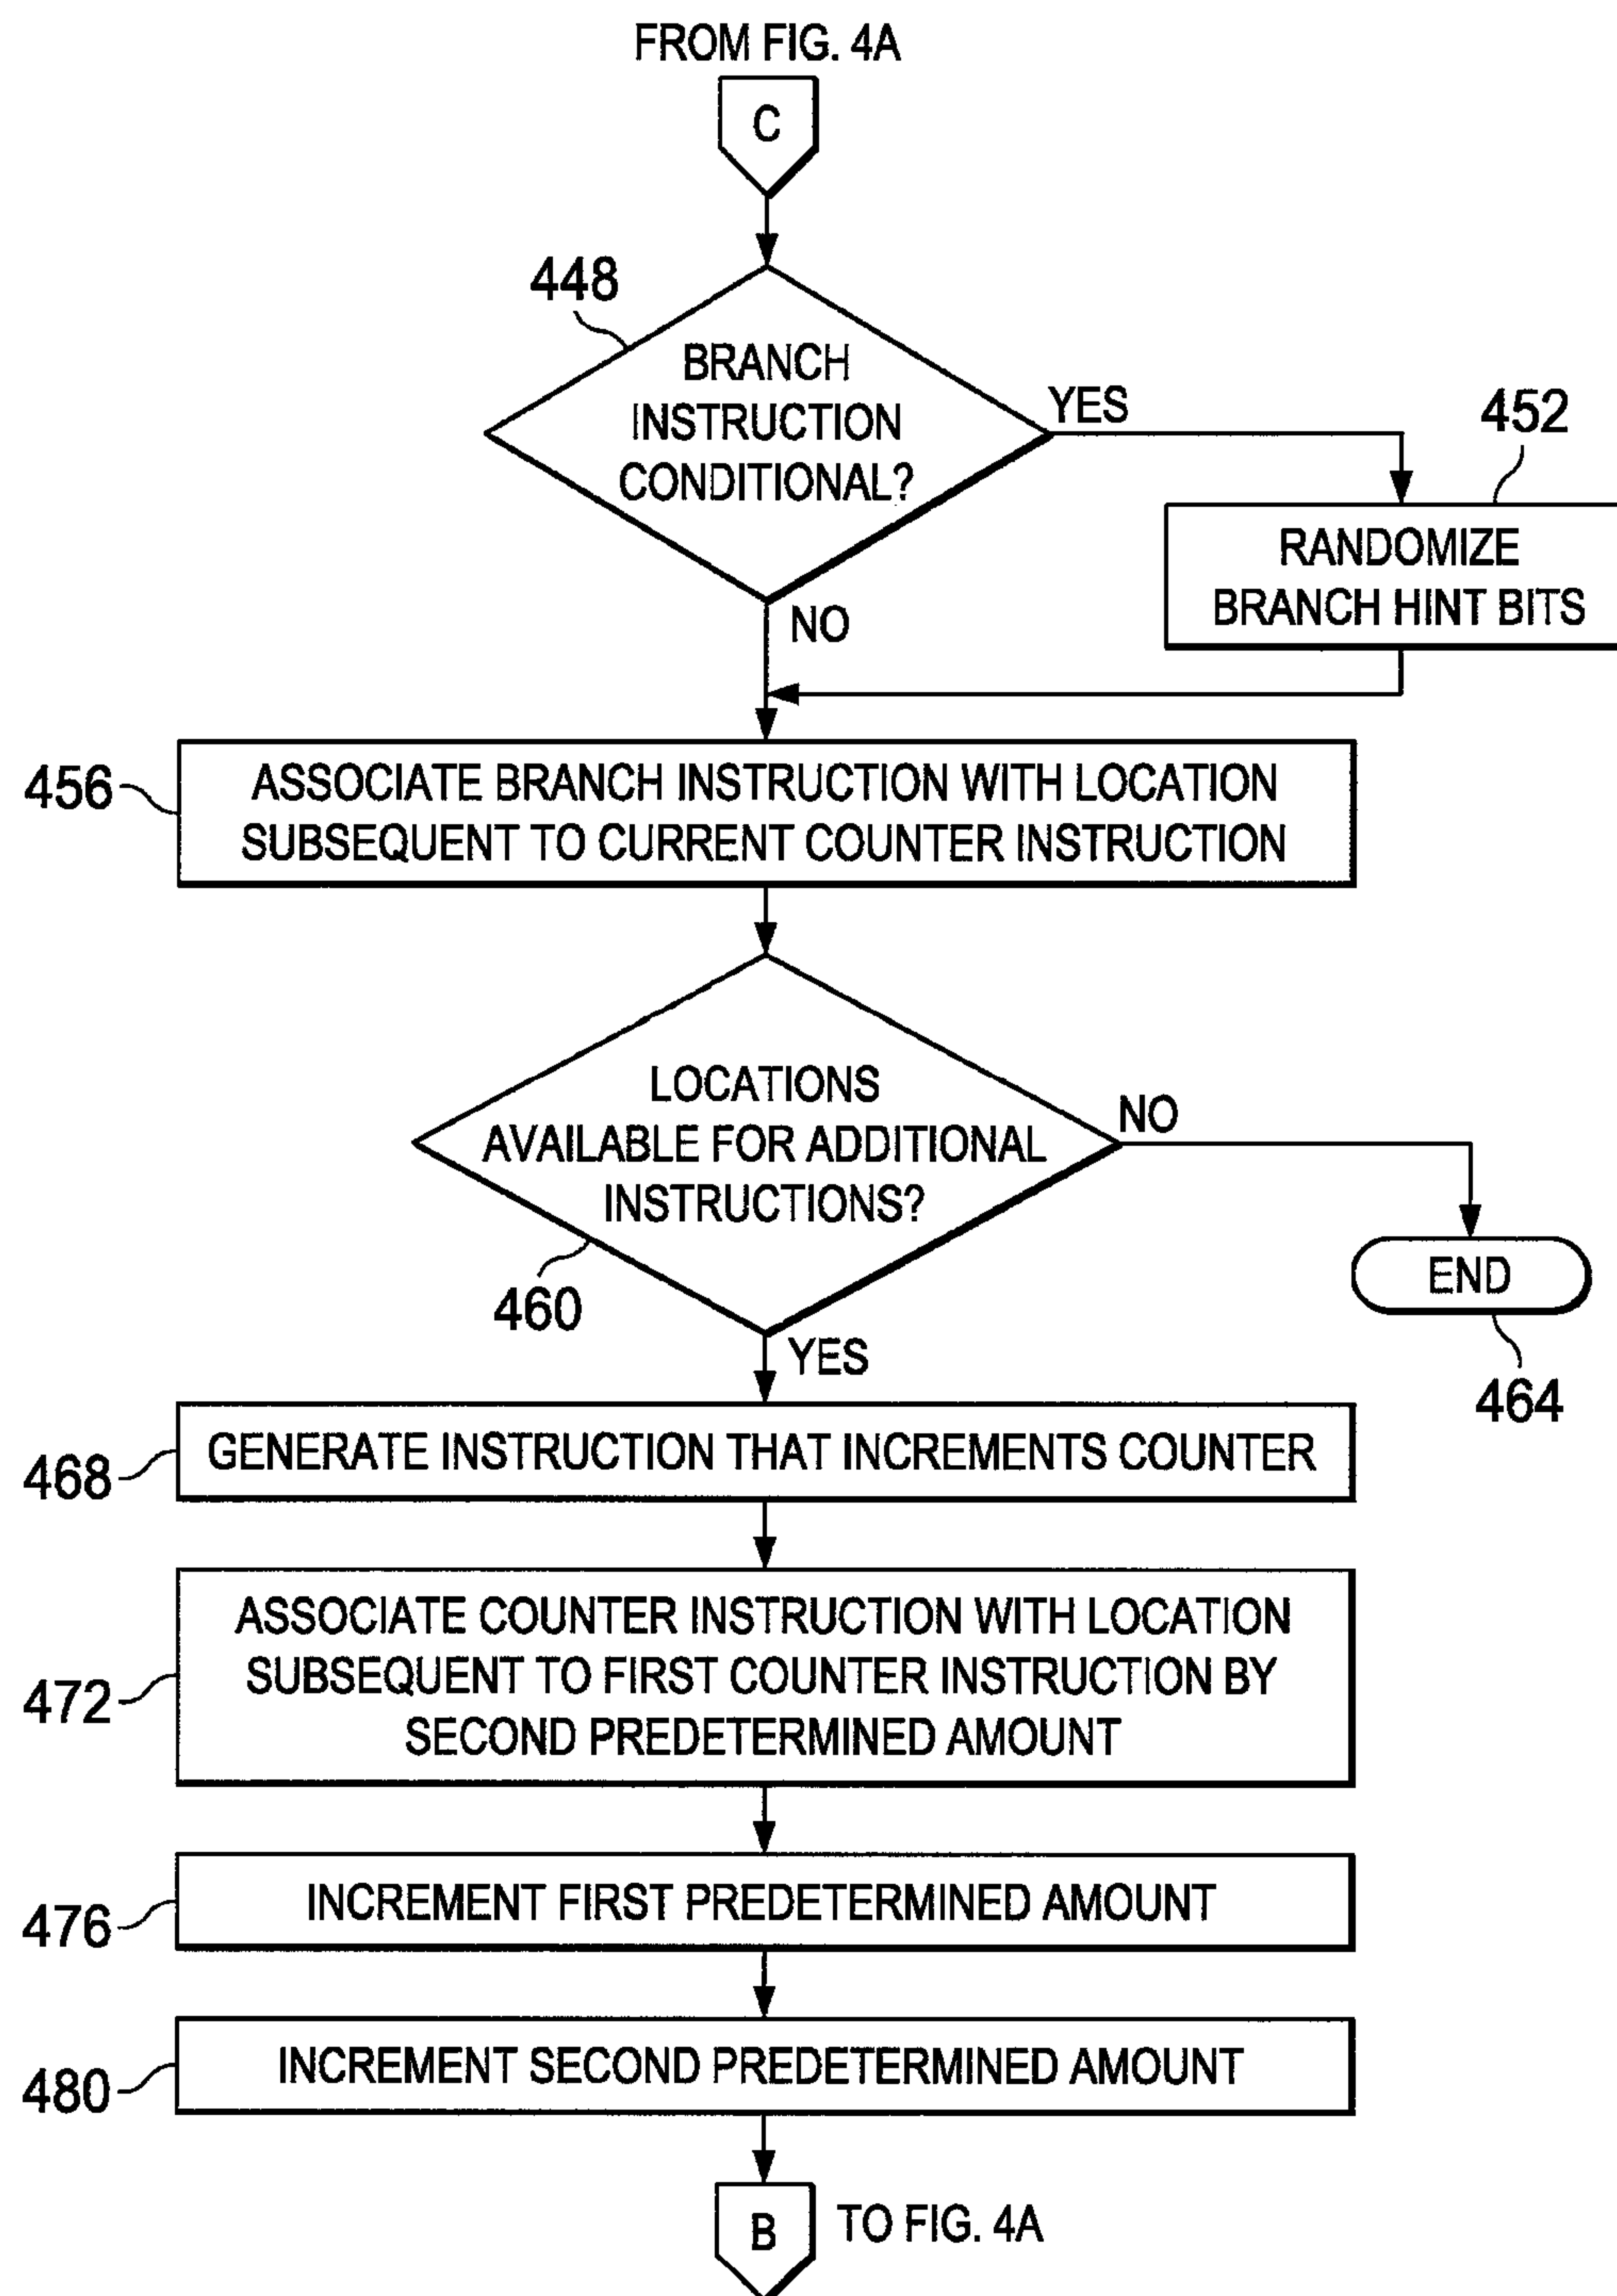 FROM FIG. 4A
C
448
BRANCH
INSTRUCTION
CONDITIONAL?
YES
452
RANDOMIZE
BRANCH HINT BITS
NO
456
ASSOCIATE BRANCH INSTRUCTION WITH LOCATION
SUBSEQUENT TO CURRENT COUNTER INSTRUCTION
LOCATIONS
AVAILABLE FOR ADDITIONAL
INSTRUCTIONS?
NO
460
END
464
YES
468
GENERATE INSTRUCTION THAT INCREMENTS COUNTER
472
ASSOCIATE COUNTER INSTRUCTION WITH LOCATION
SUBSEQUENT TO FIRST COUNTER INSTRUCTION BY
SECOND PREDETERMINED AMOUNT
476
INCREMENT FIRST PREDETERMINED AMOUNT
480
INCREMENT SECOND PREDETERMINED AMOUNT
B
TO FIG. 4A